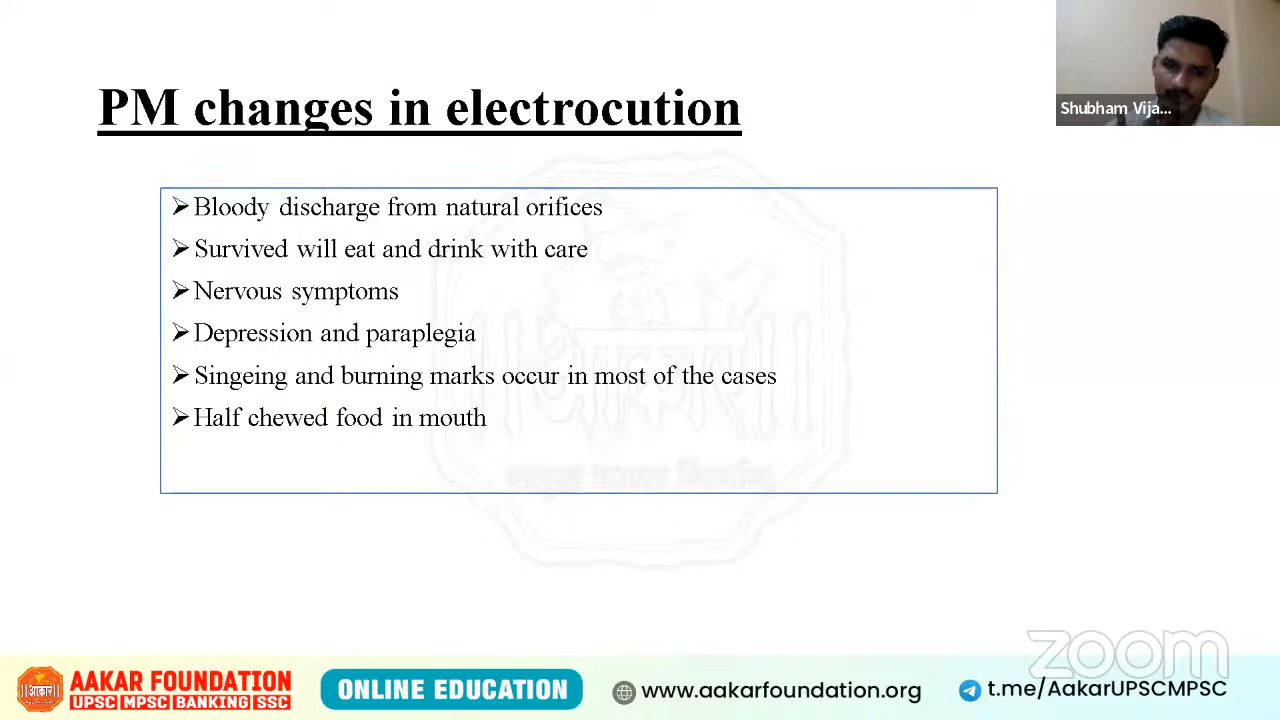 Shubham Vija...
PM changes in electrocution
➢Bloody discharge from natural orifices
➢Survived will eat and drink with care
➢Nervous symptoms
➢Depression and paraplegia
➢Singeing and burning marks occur in most of the cases
➢Half chewed food in mouth
आकार
zoom
आकार
AAKAR FOUNDATION
UPSC|MPSC|BANKING|SSC
ONLINE EDUCATION
www.aakarfoundation.org
t.me/AakarUPSCMPSC